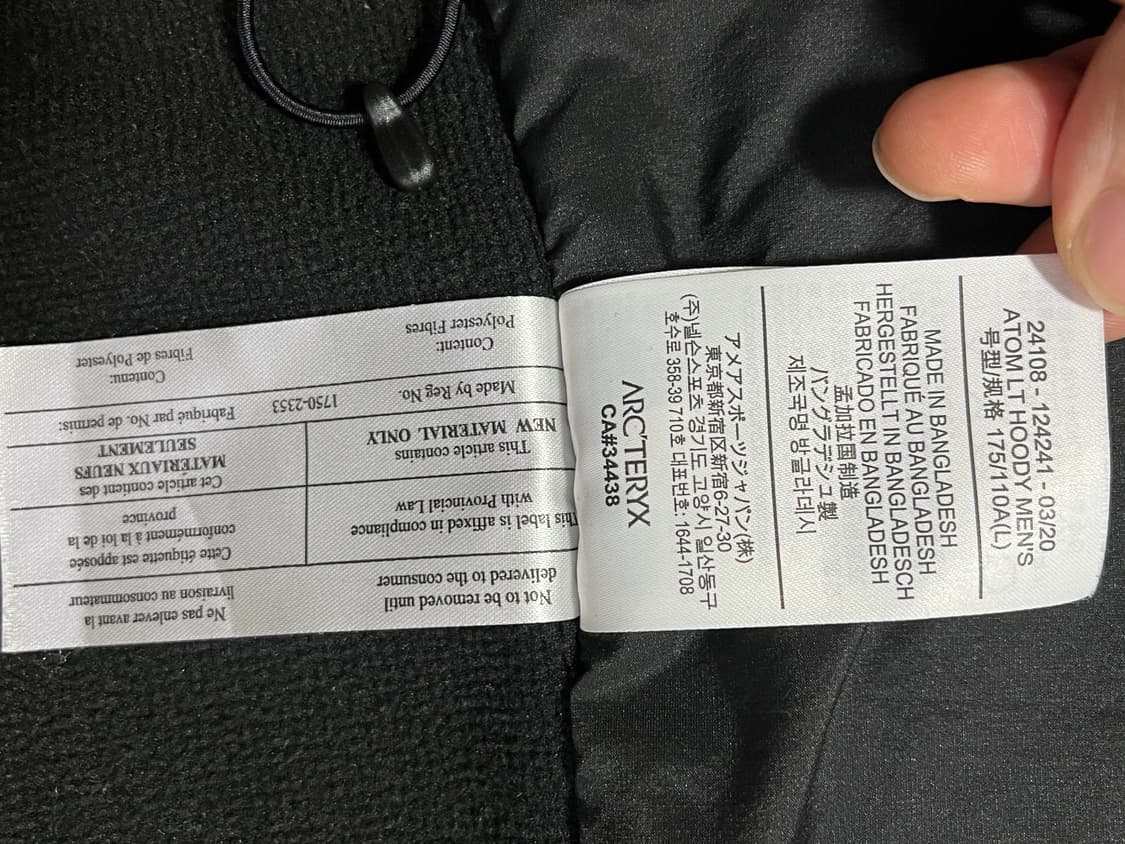 24108 - 124241 - 03/20
ATOM LT HOODY MEN'S
号型/规格 175/110A(L)
MADE IN BANGLADESH
FABRIQUÉ AU BANGLADESH
HERGESTELLT IN BANGLADESCH
FABRICADO EN BANGLADESH
孟加拉国制造
バングラデシュ製
제조국명 방글라데시
アメアスポーツジャパン(株)
東京都新宿区新宿6-27-30
(주)넬슨스포츠 경기도 고양시 일산동구
호수로 358-39 710호 대표번호: 1644-1708
ARC'TERYX
CA#34438
Not to be removed until
delivered to the consumer
Ne pas enlever avant la
livraison au consommateur
This label is affixed in compliance
with Provincial Law
Cette étiquette est apposée
conformément à la loi de la
province
This article contains
NEW MATERIAL ONLY
Cet article contient des
MATERIAUX NEUFS
SEULEMENT
Made by Reg No.
1750-2353
Fabriqué par No. de permis:
Content:
Polyester Fibres
Contenu:
Fibres de Polyester